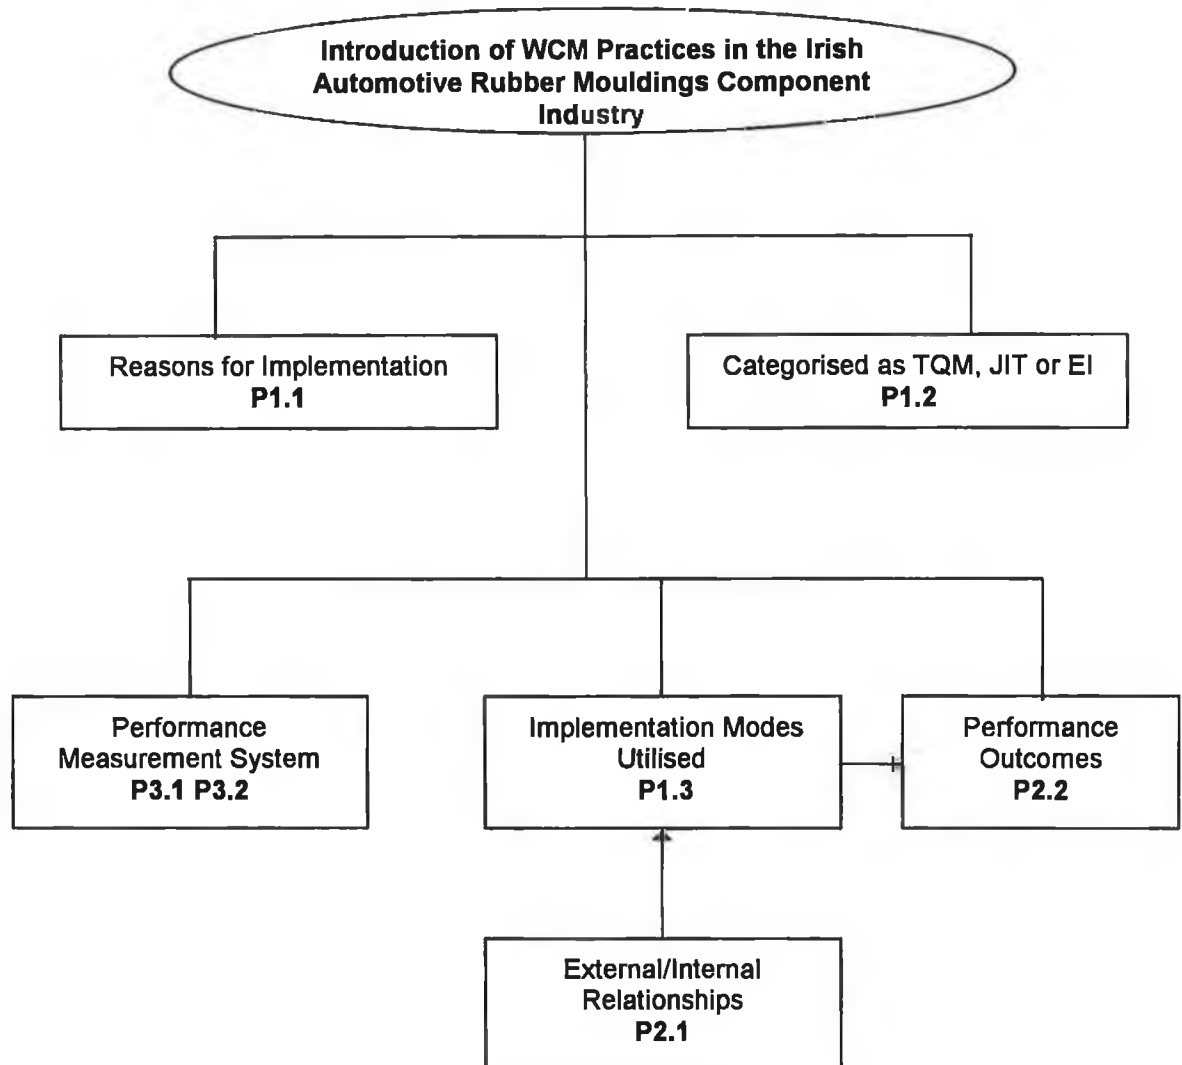 Introduction of WCM Practices in the Irish
Automotive Rubber Mouldings Component
Industry
Reasons for Implementation
P1.1
Categorised as TQM, JIT or EI
P1.2
Performance
Measurement System
P3.1 P3.2
Implementation Modes
Utilised
P1.3
Performance
Outcomes
P2.2
External/Internal
Relationships
P2.1